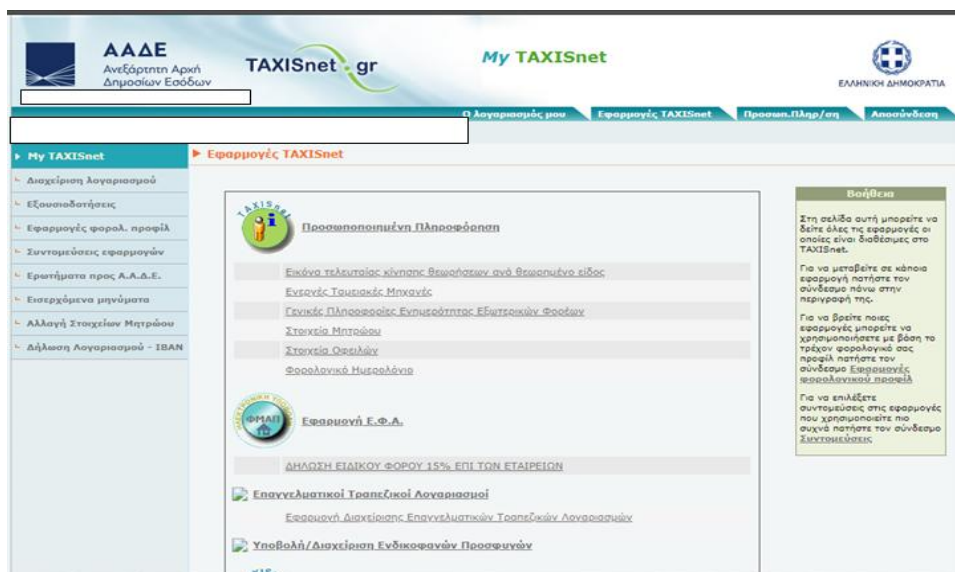 ΑΑΔΕ
Ανεξάρτητη Αρχή
Δημοσίων Εσόδων
TAXISnet.gr
My TAXISnet
ΕΛΛΗΝΙΚΗ ΔΗΜΟΚΡΑΤΙΑ
Ο λογαριασμός μου
Εφαρμογές TAXISnet
Προσωπ.Πληρ/ση
Αποσύνδεση
My TAXISnet
Διαχείριση λογαριασμού
Εξουσιοδοτήσεις
Εφαρμογές φορολ. προφίλ
Συντομεύσεις εφαρμογών
Ερωτήματα προς Α.Α.Δ.Ε.
Εισερχόμενα μηνύματα
Αλλαγή Στοιχείων Μητρώου
Δήλωση Λογαριασμού - IBAN
Εφαρμογές TAXISnet
TAXISnet
Προσωποποιημένη Πληροφόρηση
Εικόνα τελευταίας κίνησης θεωρήσεων ανά θεωρημένο είδος
Ενεργές Ταμειακές Μηχανές
Γενικές Πληροφορίες Ενημερότητας Εξωτερικών Φορέων
Στοιχεία Μητρώου
Στοιχεία Οφειλών
Φορολογικό Ημερολόγιο
ΦΜΑΠ
Εφαρμογή Ε.Φ.Α.
ΔΗΛΩΣΗ ΕΙΔΙΚΟΥ ΦΟΡΟΥ 15% ΕΠΙ ΤΩΝ ΕΤΑΙΡΕΙΩΝ
Επαγγελματικοί Τραπεζικοί Λογαριασμοί
Εφαρμογή Διαχείρισης Επαγγελματικών Τραπεζικών Λογαριασμών
Υποβολή/Διαχείριση Ενδικοφανών Προσφυγών
Βοήθεια
Στη σελίδα αυτή μπορείτε να
δείτε όλες τις εφαρμογές οι
οποίες είναι διαθέσιμες στο
TAXISnet.
Για να μεταβείτε σε κάποια
εφαρμογή πατήστε τον
σύνδεσμο πάνω στην
περιγραφή της.
Για να βρείτε ποιες
εφαρμογές μπορείτε να
χρησιμοποιήσετε με βάση το
τρέχον φορολογικό σας
προφίλ πατήστε τον
σύνδεσμο Εφαρμογές
φορολογικού προφίλ
Για να επιλέξετε
συντομεύσεις στις εφαρμογές
που χρησιμοποιείτε πιο
συχνά πατήστε τον σύνδεσμο
Συντομεύσεις